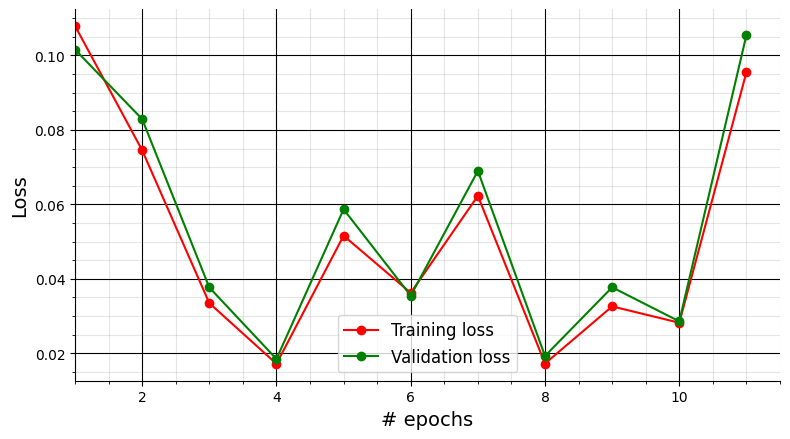 0.10
0.08
0.06
0.04
0.02
Loss
Training loss
Validation loss
2 4 6 8 10
# epochs